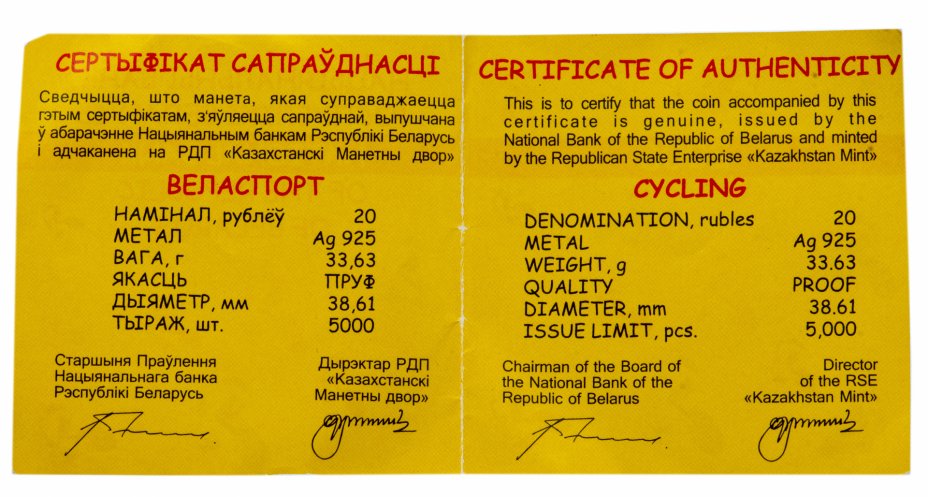 СЕРТЫФІКАТ САПРАЎДНАСЦІ
Сведчыцца, што манета, якая суправаджаецца
гэтым сертыфікатам, з'яўляецца сапраўднай, выпушчана
ў абарачэнне Нацыянальным банкам Рэспублікі Беларусь
і адчаканена на РДП «Казахстанскі Манетны двор»
ВЕЛАСПОРТ
НАМІНАЛ, рублёў 20
МЕТАЛ Ag 925
ВАГА, г 33,63
ЯКАСЦЬ ПРУФ
ДЫЯМЕТР, мм 38,61
ТЫРАЖ, шт. 5000
Старшыня Праўлення
Нацыянальнага банка
Рэспублікі Беларусь
Дырэктар РДП
«Казахстанскі
Манетны двор»
CERTIFICATE OF AUTHENTICITY
This is to certify that the coin accompanied by this
certificate is genuine, issued by the
National Bank of the Republic of Belarus and minted
by the Republican State Enterprise «Kazakhstan Mint»
CYCLING
DENOMINATION, rubles 20
METAL Ag 925
WEIGHT, g 33.63
QUALITY PROOF
DIAMETER, mm 38.61
ISSUE LIMIT, pcs. 5,000
Chairman of the Board of
the National Bank of the
Republic of Belarus
Director
of the RSE
«Kazakhstan Mint»